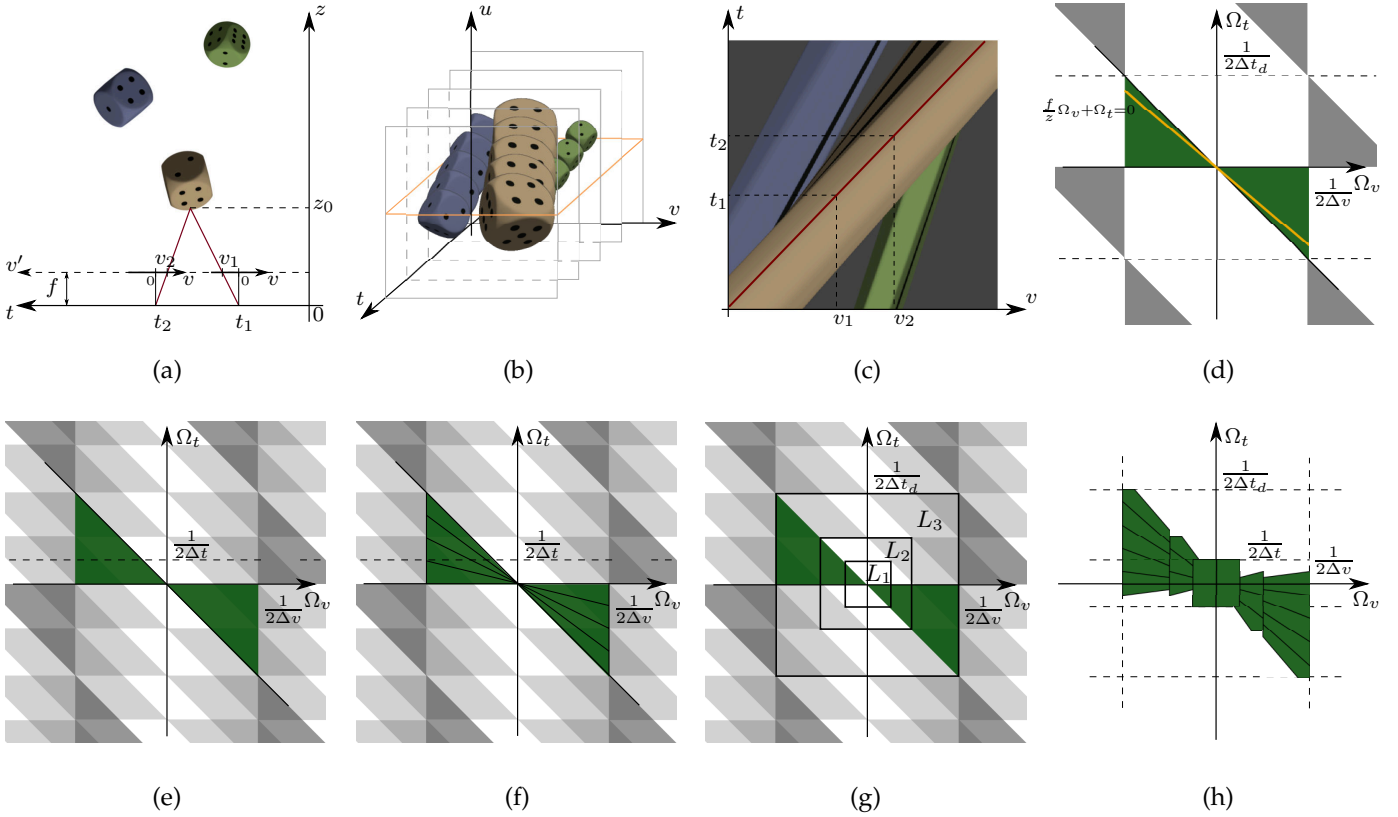 z
z₀
v′
v₂
v₁
0
v
0
v
f
t
t₂
t₁
0
(a)
u
v
t
(b)
t
t₂
t₁
v₁
v₂
v
(c)
Ω_t
1/(2Δt_d)
f/z Ω_v+Ω_t=0
1/(2Δv)
Ω_v
(d)
Ω_t
1/(2Δt)
1/(2Δv)
Ω_v
(e)
Ω_t
1/(2Δt)
1/(2Δv)
Ω_v
(f)
Ω_t
1/(2Δt_d)
L₃
L₂
L₁
1/(2Δv)
Ω_v
(g)
Ω_t
1/(2Δt_d)
1/(2Δt)
1/(2Δv)
Ω_v
(h)